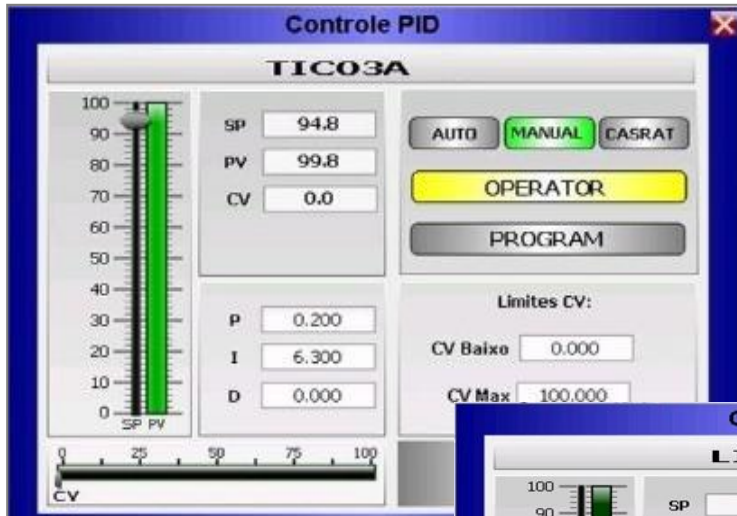 Controle PID
TIC03A
100
90
80
70
60
50
40
30
20
10
0
SP PV
SP 94.8
PV 99.8
CV 0.0
P 0.200
I 6.300
D 0.000
AUTO MANUAL CASRAT
OPERATOR
PROGRAM
Limites CV:
CV Baixo 0.000
CV Max 100.000
0 25 50 75 100
CV
100
90
SP